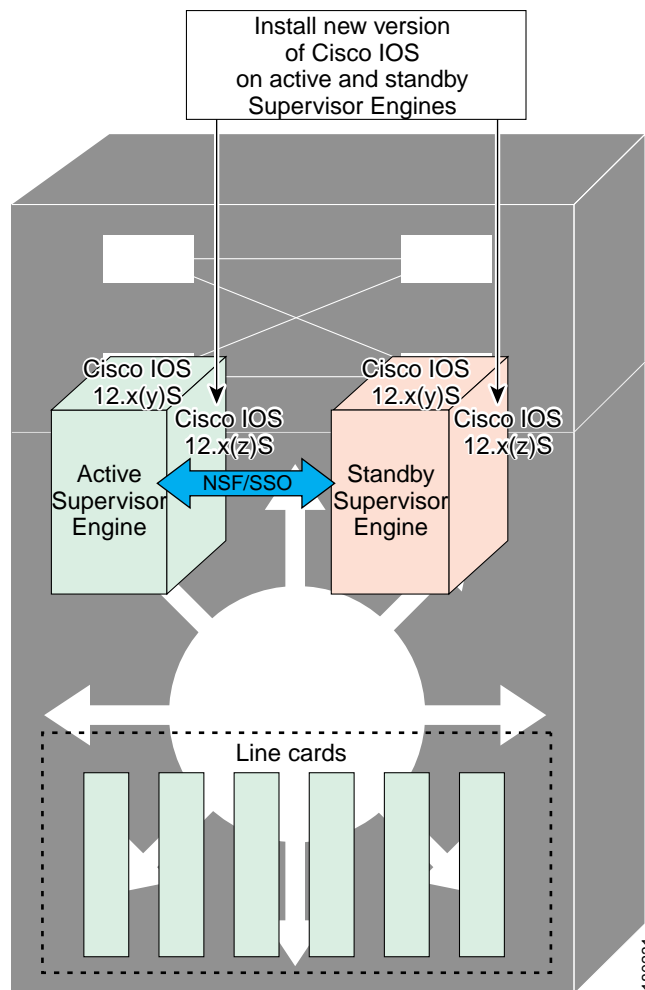 Install new version
of Cisco IOS
on active and standby
Supervisor Engines
Cisco IOS
12.x(y)S
Cisco IOS
12.x(z)S
Cisco IOS
12.x(y)S
Cisco IOS
12.x(z)S
Active
Supervisor
Engine
NSF/SSO
Standby
Supervisor
Engine
Line cards